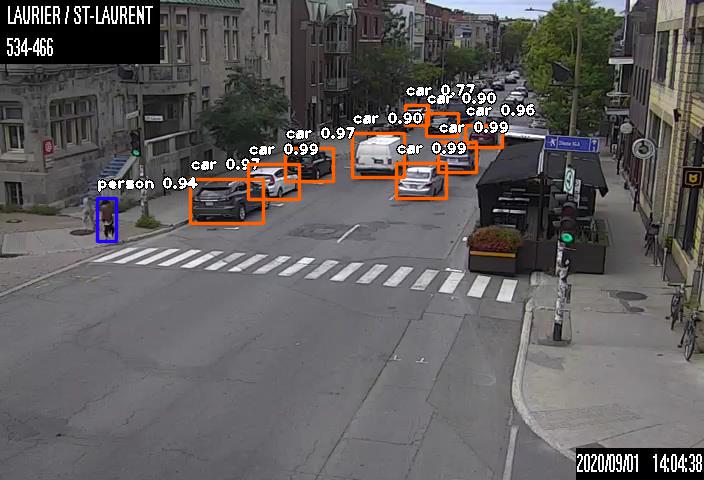 LAURIER / ST-LAURENT
534-466
car 0.77
car 0.90
car 0.96
car 0.90
car 0.99
car 0.97
car 0.99
car 0.99
car 0.97
person 0.94
2020/09/01 14:04:38